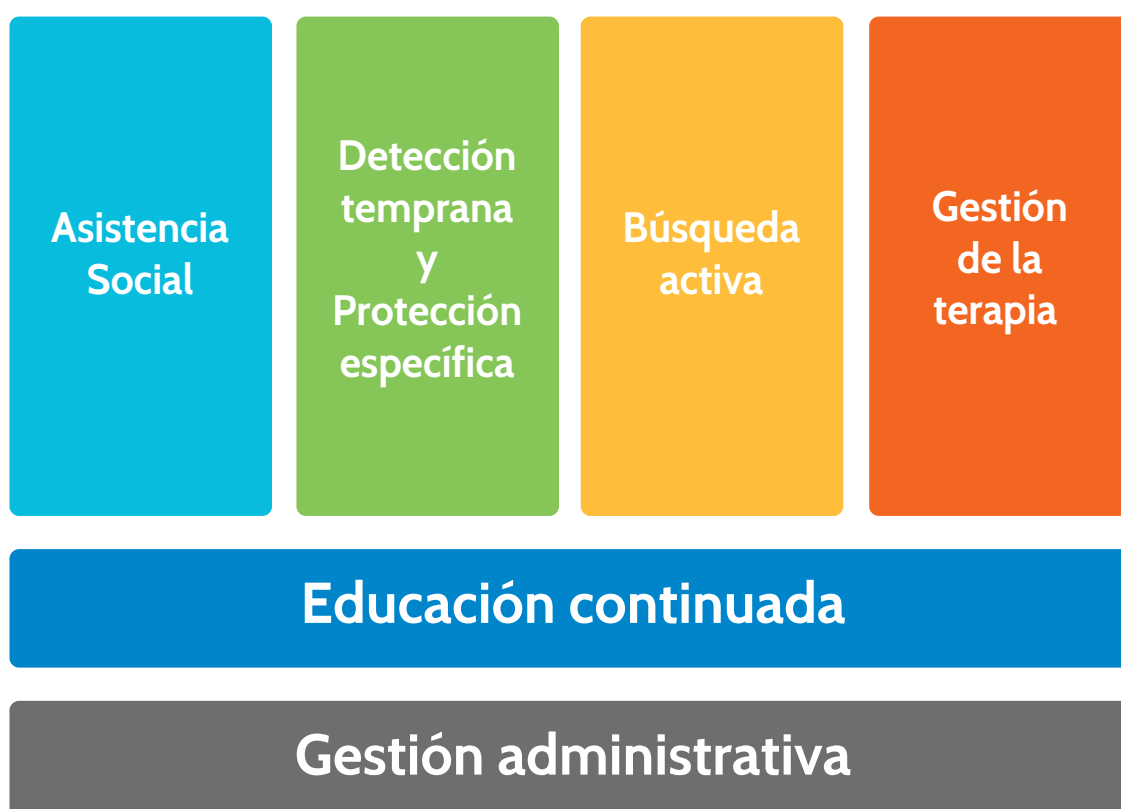 Asistencia
Social
Detección
temprana
y
Protección
específica
Búsqueda
activa
Gestión
de la
terapia
Educación continuada
Gestión administrativa